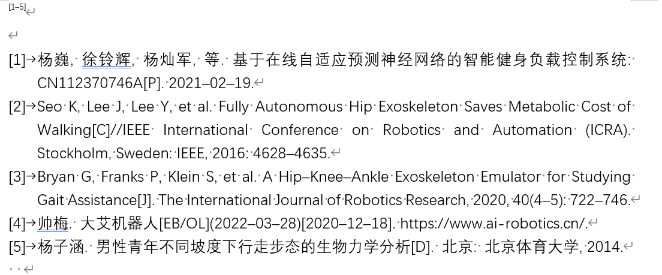 [1–5]
[1] 杨巍, 徐铃辉, 杨灿军, 等. 基于在线自适应预测神经网络的智能健身负载控制系统:
CN112370746A[P]. 2021–02–19.
[2] Seo K, Lee J, Lee Y, et al. Fully Autonomous Hip Exoskeleton Saves Metabolic Cost of
Walking[C]//IEEE International Conference on Robotics and Automation (ICRA).
Stockholm, Sweden: IEEE, 2016: 4628–4635.
[3] Bryan G, Franks P, Klein S, et al. A Hip–Knee–Ankle Exoskeleton Emulator for Studying
Gait Assistance[J]. The International Journal of Robotics Research, 2020, 40(4–5): 722–746.
[4] 帅梅. 大艾机器人[EB/OL](2022–03–28)[2020–12–18]. https://www.ai-robotics.cn/.
[5] 杨子涵. 男性青年不同坡度下行走步态的生物力学分析[D]. 北京: 北京体育大学, 2014.